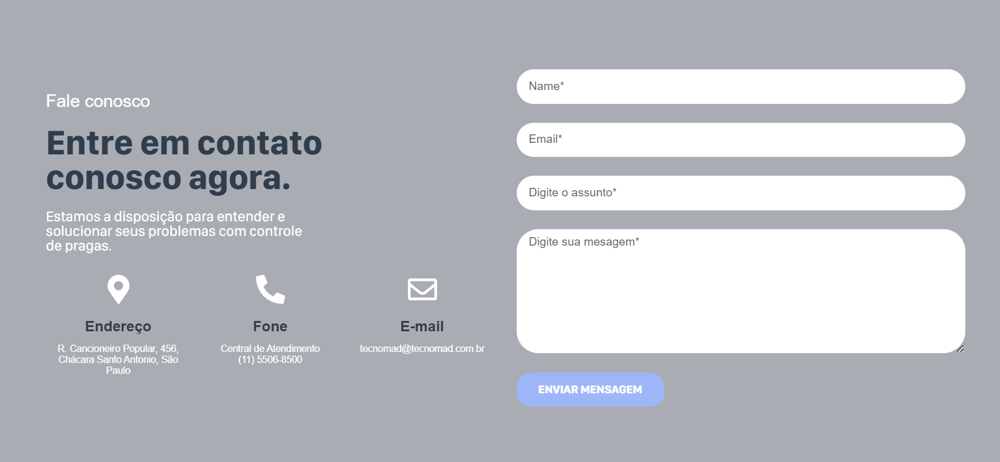 Fale conosco
Entre em contato
conosco agora.
Estamos a disposição para entender e
solucionar seus problemas com controle
de pragas.
Endereço
R. Cancioneiro Popular, 456,
Chácara Santo Antonio, São
Paulo
Fone
Central de Atendimento
(11) 5506-8500
E-mail
tecnomad@tecnomad.com.br
Name*
Email*
Digite o assunto*
Digite sua mesagem*
ENVIAR MENSAGEM